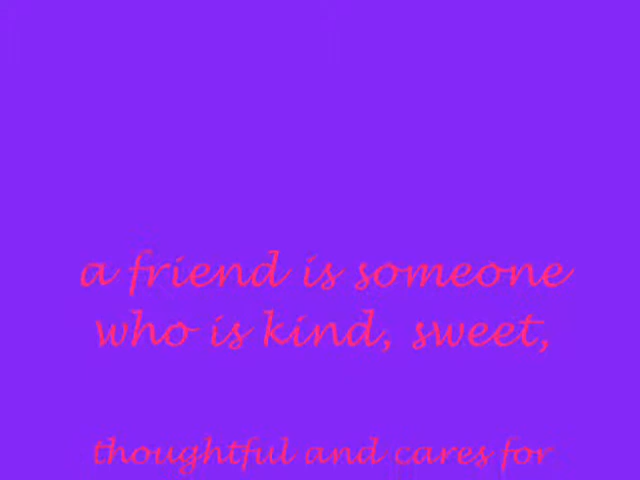 a friend is someone
who is kind, sweet,
thoughtful and cares for